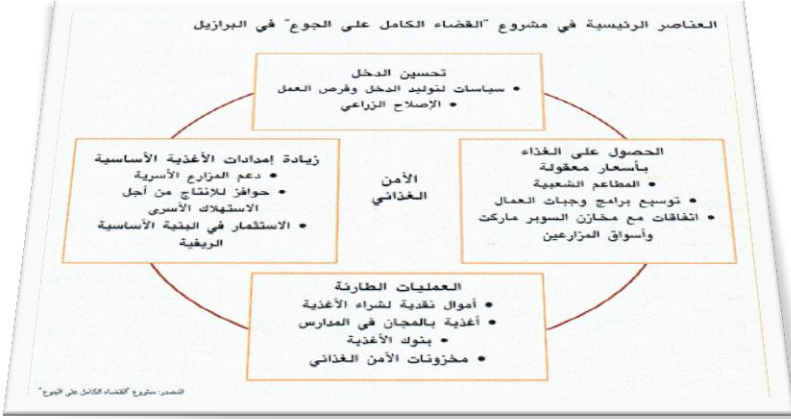 العناصر الرئيسية في مشروع "القضاء الكامل على الجوع" في البرازيل
تحسين الدخل
• سياسات لتوليد الدخل وفرص العمل
• الإصلاح الزراعي
الحصول على الغذاء
بأسعار معقولة
• المطاعم الشعبية
• توسيع برامج وجبات العمال
• اتفاقات مع مخازن السوبر ماركت
وأسواق المزارعين
الأمن
الغذائي
زيادة إمدادات الأغذية الأساسية
• دعم المزارع الأسرية
• حوافز للإنتاج من أجل
الاستهلاك الأسرى
• الاستثمار في البنية الأساسية
الريفية
العمليات الطارئة
• أموال نقدية لشراء الأغذية
• أغذية بالمجان في المدارس
• بنوك الأغذية
• مخزونات الأمن الغذائي
المصدر: مشروع "القضاء الكامل على الجوع"